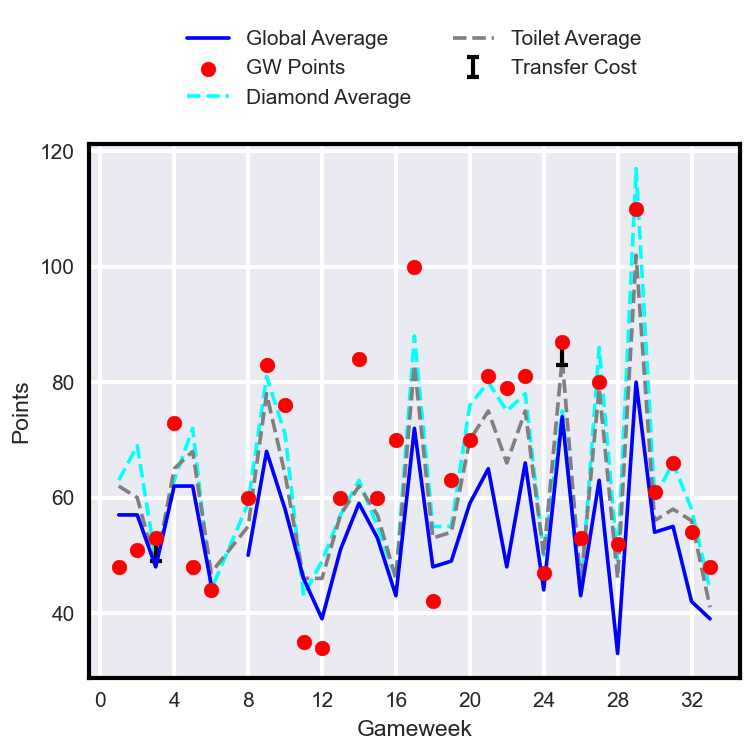 Global Average
GW Points
Diamond Average
Toilet Average
Transfer Cost
120
100
80
60
40
Points
0 4 8 12 16 20 24 28 32
Gameweek